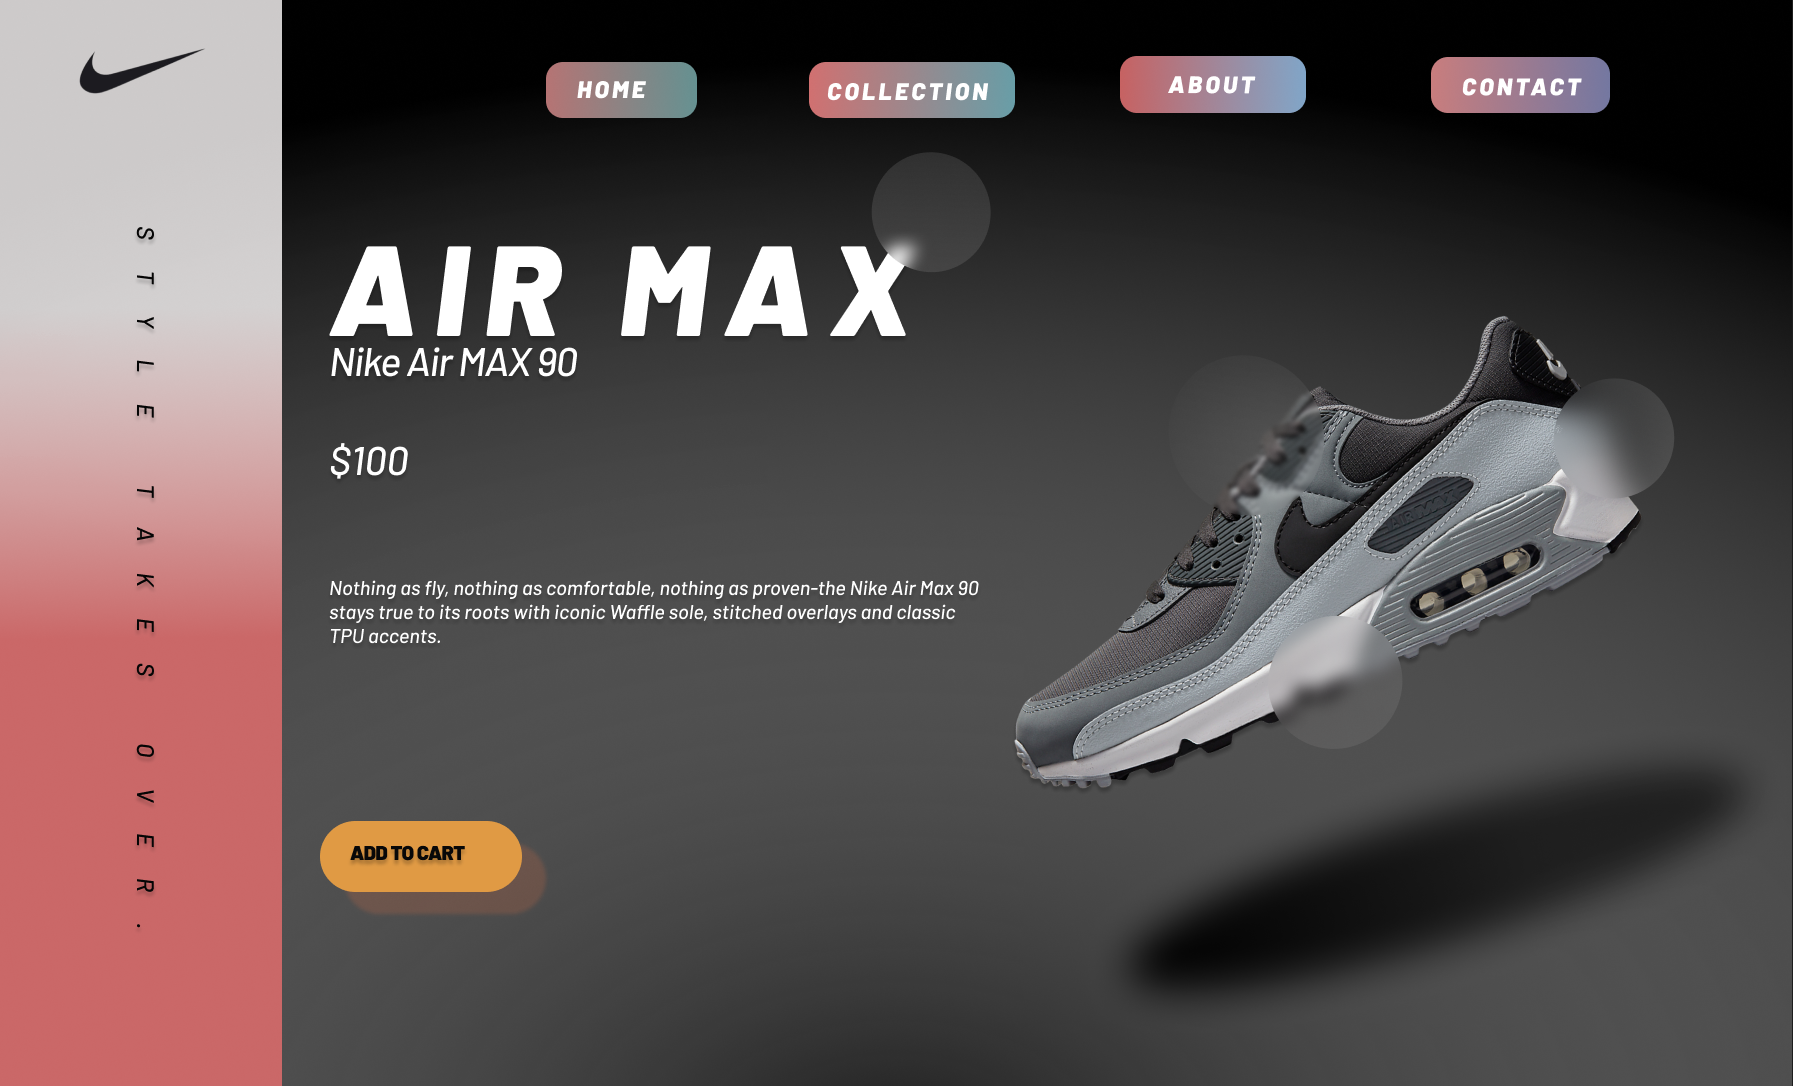 HOME
COLLECTION
ABOUT
CONTACT
STYLE TAKES OVER.
AIR MAX
Nike Air MAX 90
$100
Nothing as fly, nothing as comfortable, nothing as proven-the Nike Air Max 90
stays true to its roots with iconic Waffle sole, stitched overlays and classic
TPU accents.
ADD TO CART